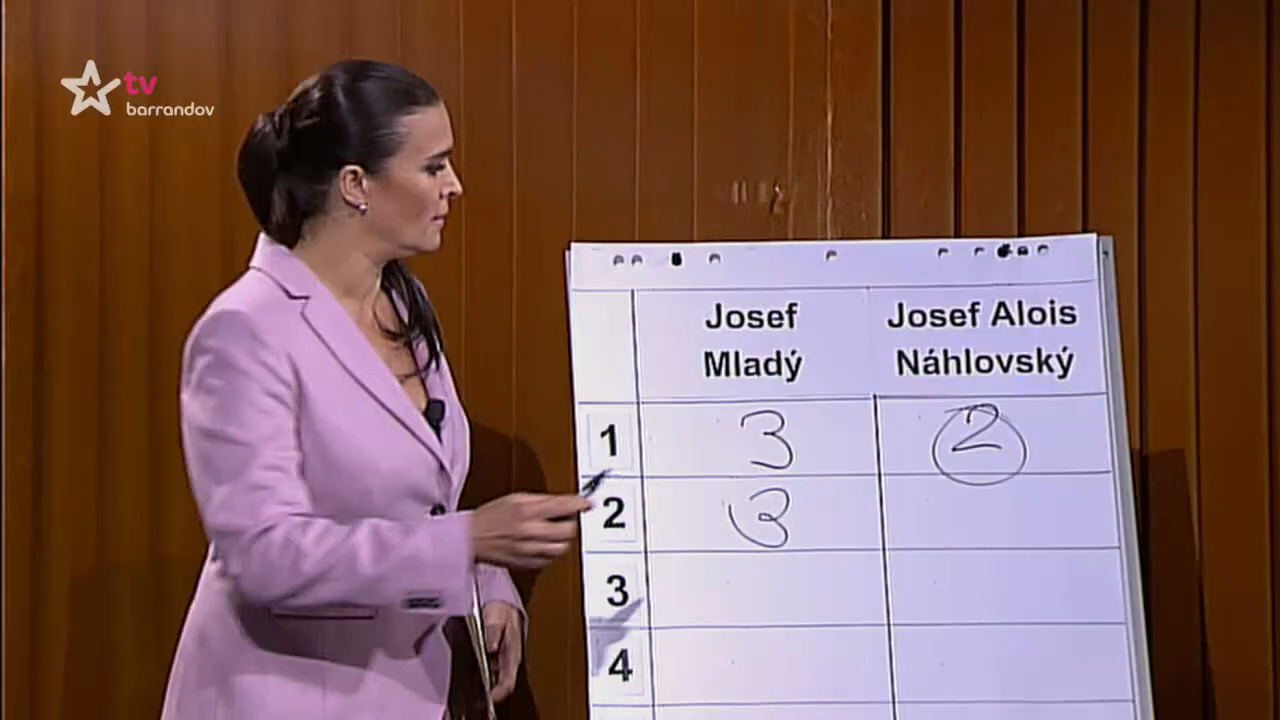 tv
barrandov
Josef Mladý
Josef Alois Náhlovský
1 3 2
2 3
3
4